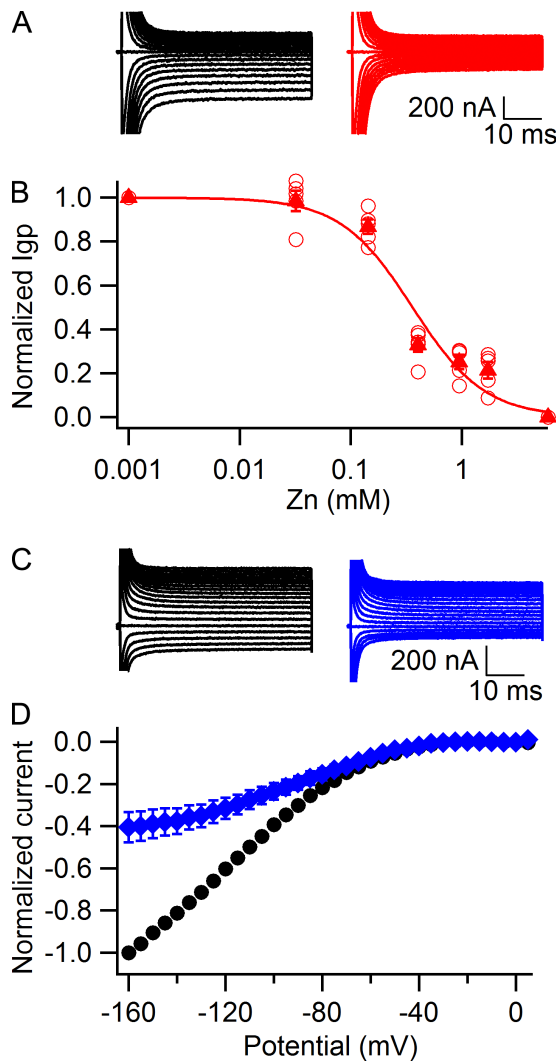 A
200 nA
10 ms
B
Normalized Igp
1.0
0.8
0.6
0.4
0.2
0.0
0.001
0.01
0.1
1
Zn (mM)
C
200 nA
10 ms
D
Normalized current
0.0
-0.2
-0.4
-0.6
-0.8
-1.0
-160
-120
-80
-40
0
Potential (mV)